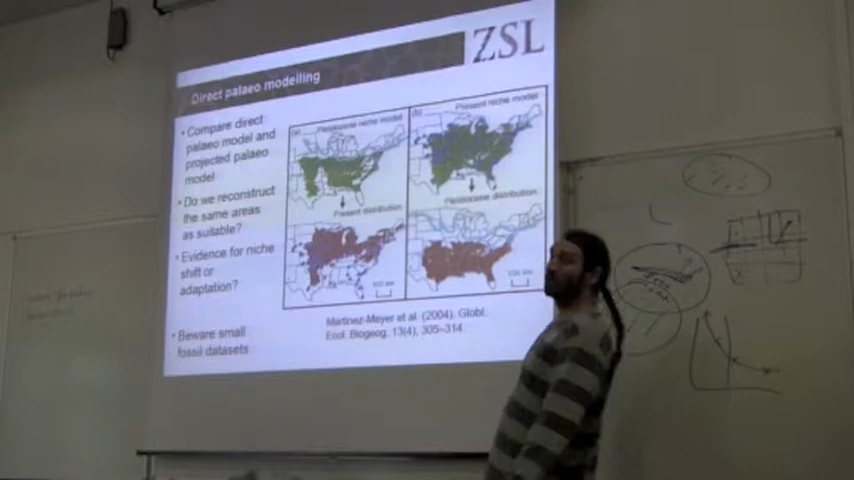 ZSL
Direct palaeo modelling
• Compare direct
palaeo model and
projected palaeo
model
• Do we reconstruct
the same areas
as suitable?
• Evidence for niche
shift or
adaptation?
• Beware small
fossil datasets
(a) Pleistocene niche model
Present distribution
(b) Present niche model
Pleistocene distribution
Martinez-Meyer et al. (2004). Globl.
Ecol. Biogeog. 13(4), 305–314.